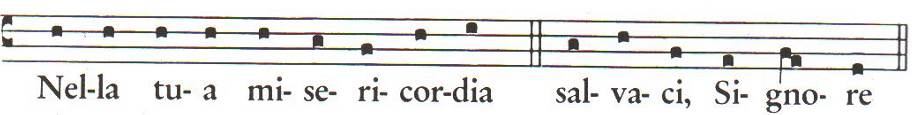 Nel-la tu- a mi- se- ri- cor-dia sal- va- ci, Si- gno- re